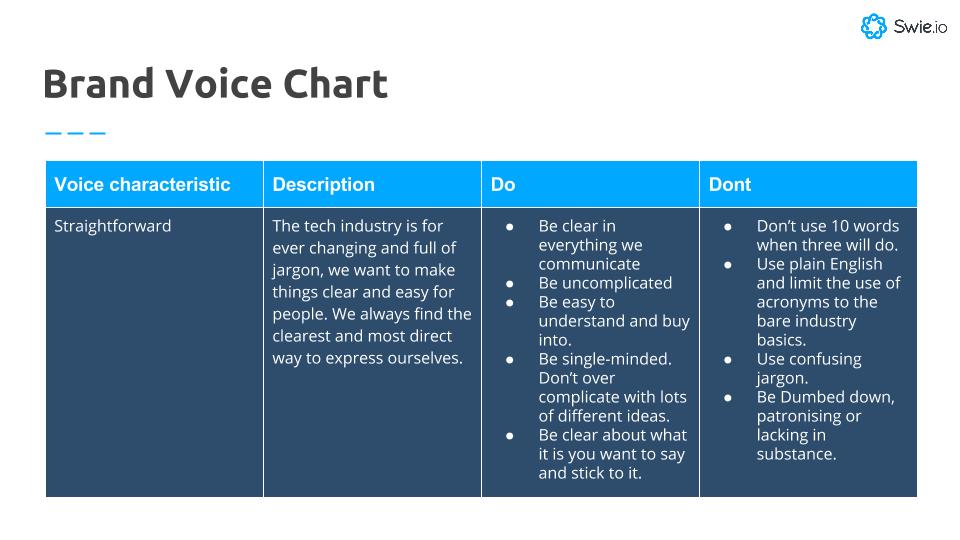 Swie.io
Brand Voice Chart
Voice characteristic
Description
Do
Dont
Straightforward
The tech industry is for
ever changing and full of
jargon, we want to make
things clear and easy for
people. We always find the
clearest and most direct
way to express ourselves.
● Be clear in
everything we
communicate
● Be uncomplicated
● Be easy to
understand and buy
into.
● Be single-minded.
Don’t over
complicate with lots
of different ideas.
● Be clear about what
it is you want to say
and stick to it.
● Don’t use 10 words
when three will do.
● Use plain English
and limit the use of
acronyms to the
bare industry
basics.
● Use confusing
jargon.
● Be Dumbed down,
patronising or
lacking in
substance.